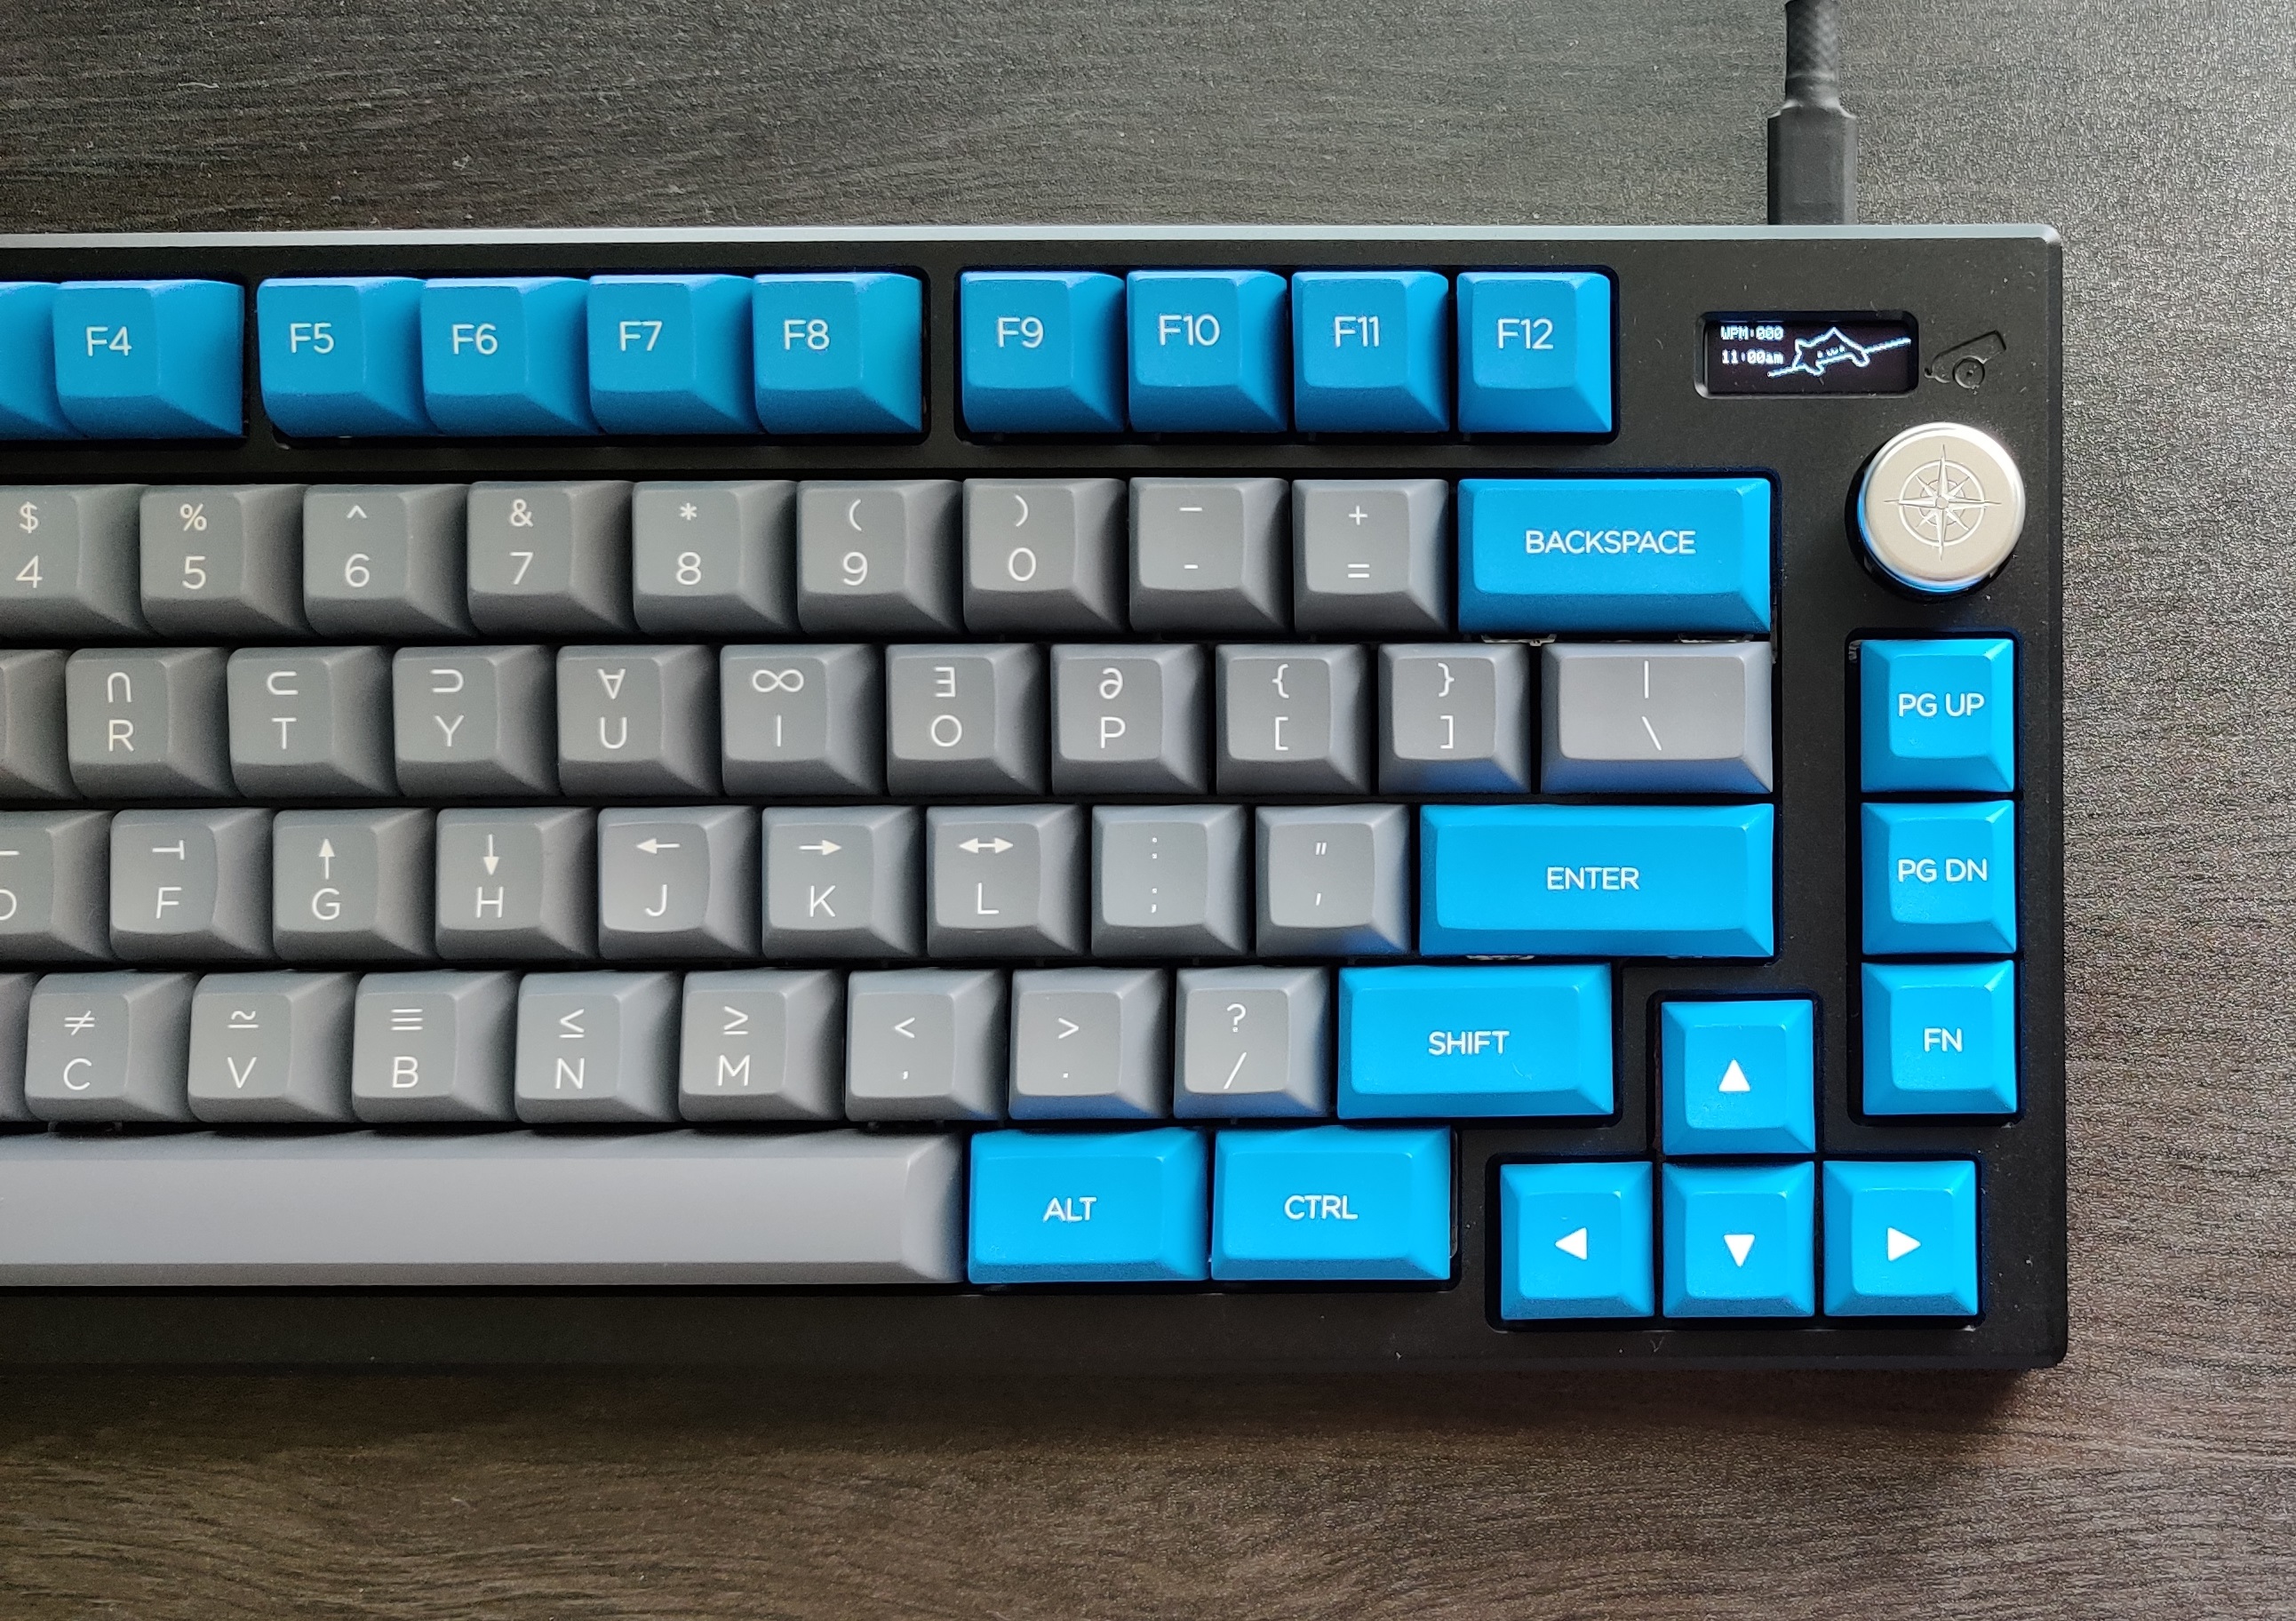 F4 F5 F6 F7 F8 F9 F10 F11 F12
WPM:000
11:00am
$ % ^ & * ( ) _ +
4 5 6 7 8 9 0 - =
BACKSPACE
∩ ⊂ ⊃ ∀ ∞ ∃ ∂ { } |
R T Y U I O P [ ] \
PG UP
⊣ ↑ ↓ ← → ↔ : "
F G H J K L ; '
ENTER
PG DN
≠ ≃ ≡ ≤ ≥ < > ?
C V B N M , . /
SHIFT
▲
FN
ALT CTRL
◀ ▼ ▶